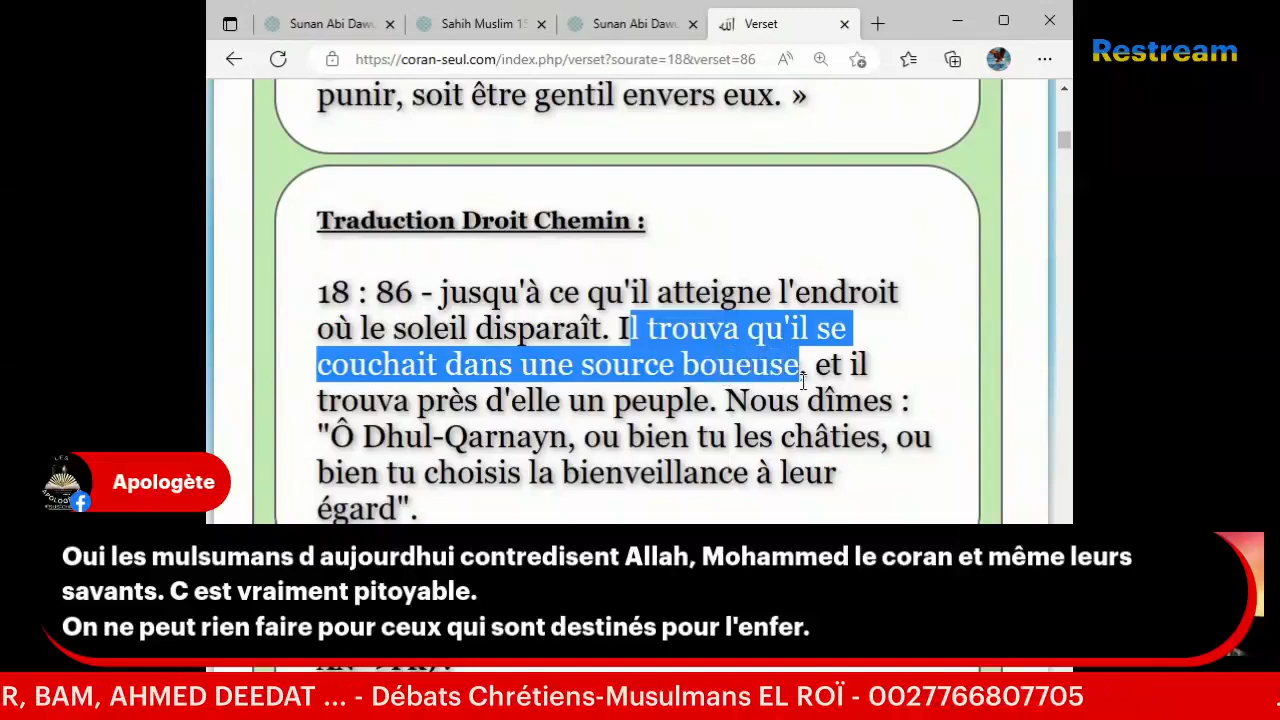 Sunan Abi Dawu
Sahih Muslim 15
Sunan Abi Dawu
Verset
https://coran-seul.com/index.php/verset?sourate=18&verset=86
Restream
punir, soit être gentil envers eux. »
Traduction Droit Chemin :
18 : 86 - jusqu'à ce qu'il atteigne l'endroit
où le soleil disparaît. Il trouva qu'il se
couchait dans une source boueuse, et il
trouva près d'elle un peuple. Nous dîmes :
"Ô Dhul-Qarnayn, ou bien tu les châties, ou
bien tu choisis la bienveillance à leur
égard".
Apologète
Oui les mulsumans d aujourdhui contredisent Allah, Mohammed le coran et même leurs
savants. C est vraiment pitoyable.
On ne peut rien faire pour ceux qui sont destinés pour l'enfer.
R, BAM, AHMED DEEDAT ... - Débats Chrétiens-Musulmans EL ROÏ - 0027766807705